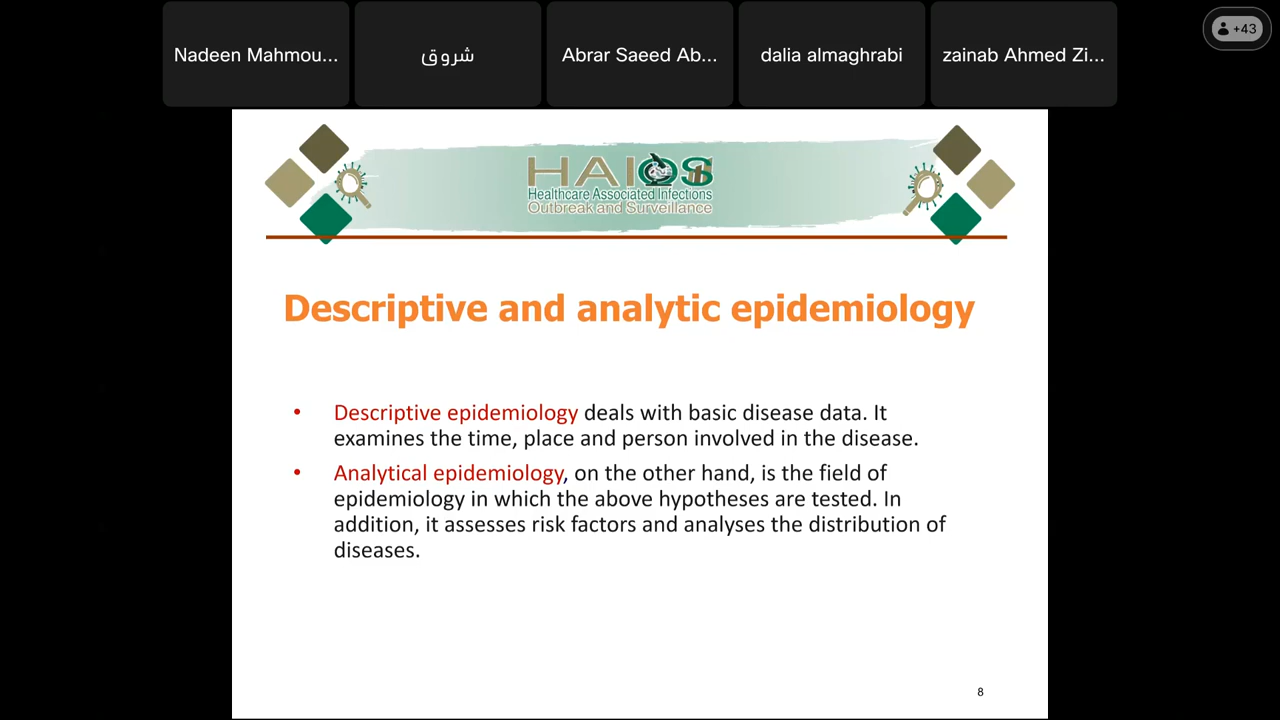 Nadeen Mahmou...
شروق
Abrar Saeed Ab...
dalia almaghrabi
zainab Ahmed Zi...
+43
HAIOS
Healthcare Associated Infections
Outbreak and Surveillance
Descriptive and analytic epidemiology
• Descriptive epidemiology deals with basic disease data. It
examines the time, place and person involved in the disease.
• Analytical epidemiology, on the other hand, is the field of
epidemiology in which the above hypotheses are tested. In
addition, it assesses risk factors and analyses the distribution of
diseases.
8